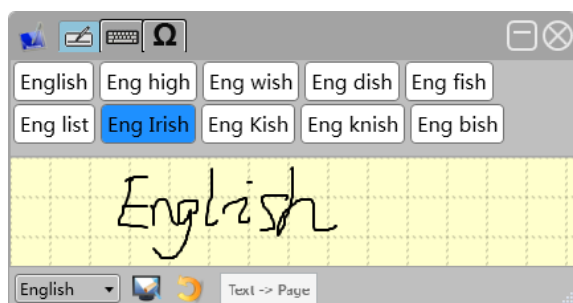 Ω
English Eng high Eng wish Eng dish Eng fish
Eng list Eng Irish Eng Kish Eng knish Eng bish
English
English Text -> Page